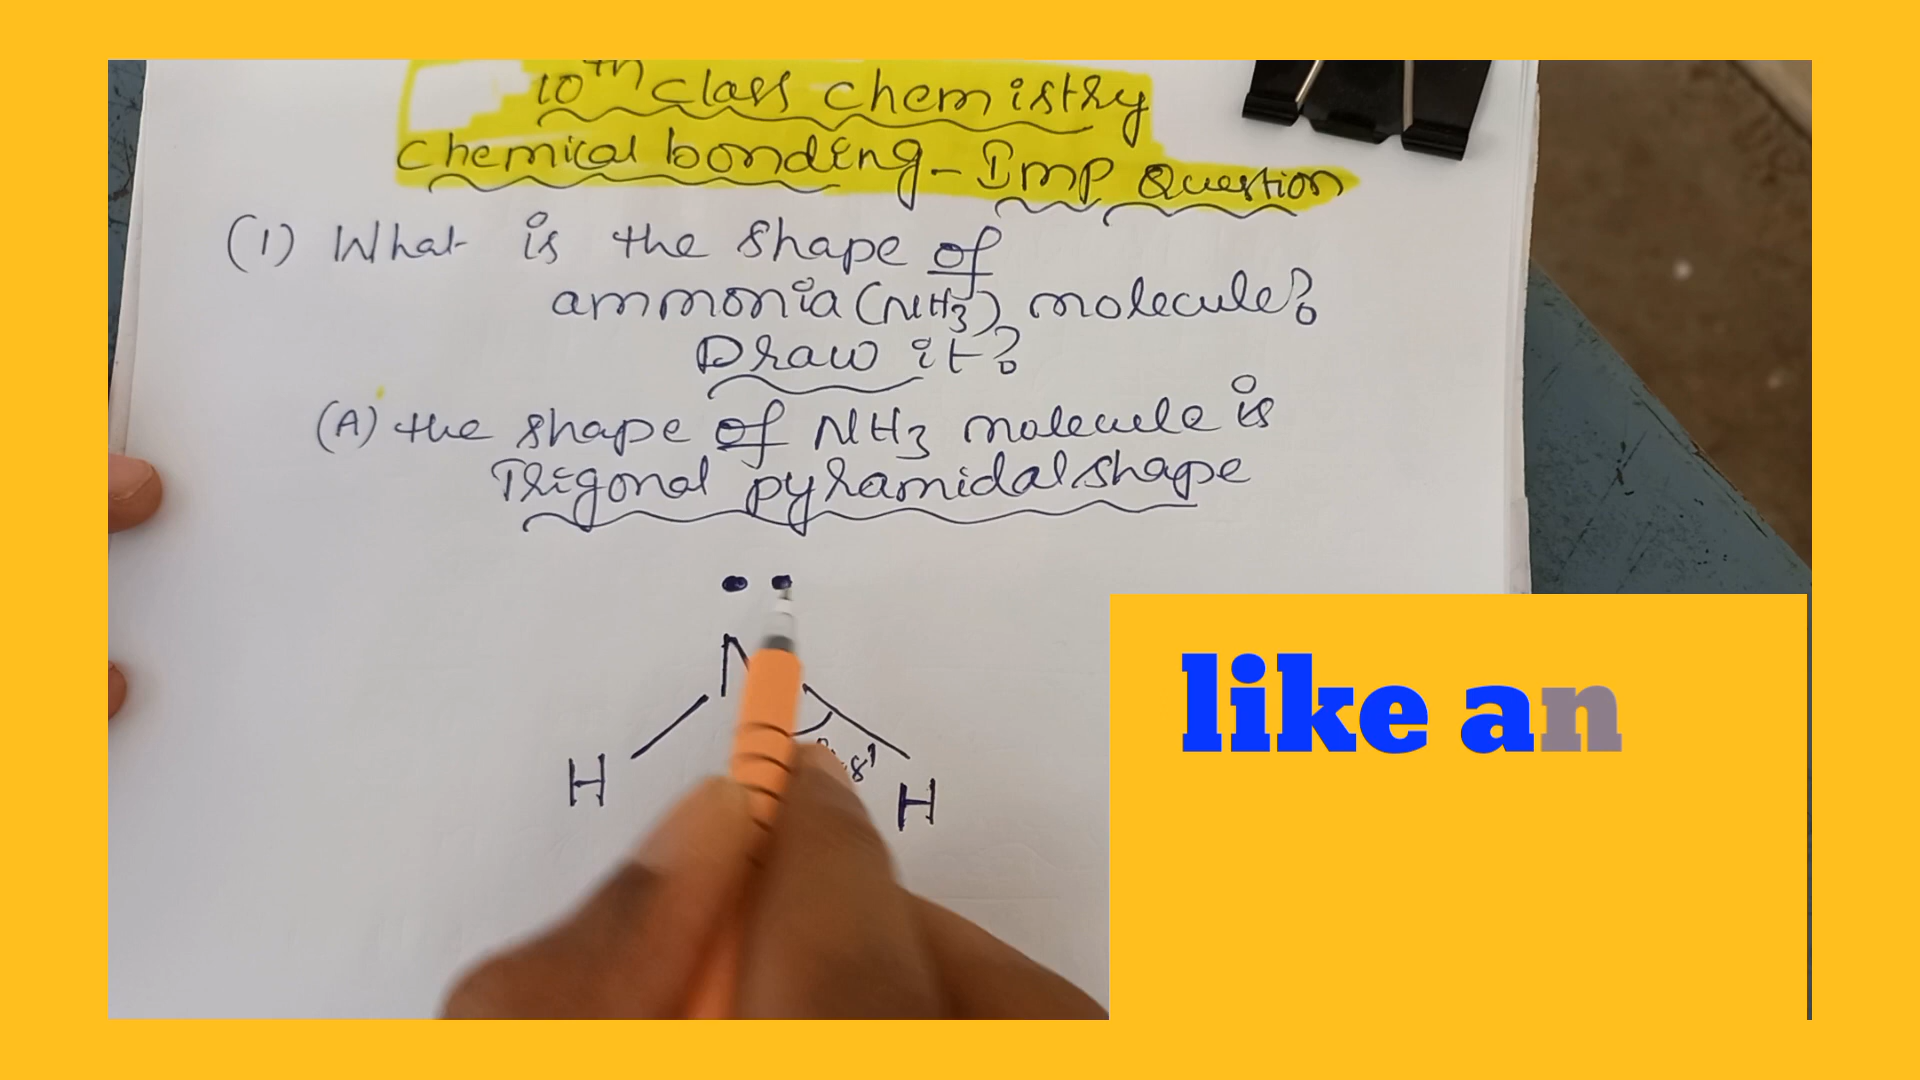 10th class chemistry
chemical bonding - Imp Question
(1) What is the shape of
ammonia (NH3) molecule?
Draw it?
(A) the shape of NH3 molecule is
Trigonal pyramidal shape
N
8'
H
H
like an